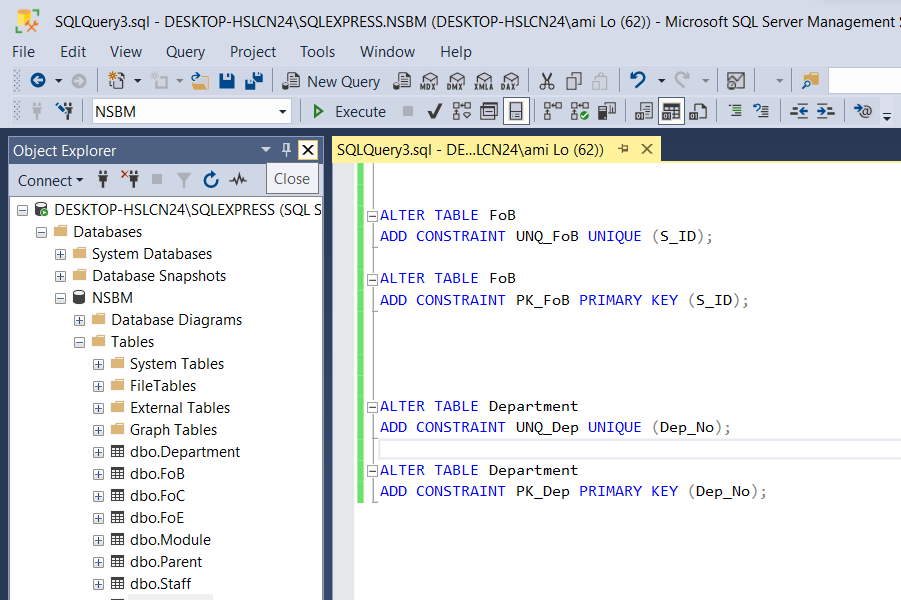 SQLQuery3.sql - DESKTOP-HSLCN24\SQLEXPRESS.NSBM (DESKTOP-HSLCN24\ami Lo (62)) - Microsoft SQL Server Management
File Edit View Query Project Tools Window Help
New Query MDX DMX XMLA DAX
NSBM Execute
Object Explorer
SQLQuery3.sql - DE...LCN24\ami Lo (62))
Connect
Close
DESKTOP-HSLCN24\SQLEXPRESS (SQL S
Databases
System Databases
Database Snapshots
NSBM
Database Diagrams
Tables
System Tables
FileTables
External Tables
Graph Tables
dbo.Department
dbo.FoB
dbo.FoC
dbo.FoE
dbo.Module
dbo.Parent
dbo.Staff
ALTER TABLE FoB
ADD CONSTRAINT UNQ_FoB UNIQUE (S_ID);
ALTER TABLE FoB
ADD CONSTRAINT PK_FoB PRIMARY KEY (S_ID);
ALTER TABLE Department
ADD CONSTRAINT UNQ_Dep UNIQUE (Dep_No);
ALTER TABLE Department
ADD CONSTRAINT PK_Dep PRIMARY KEY (Dep_No);